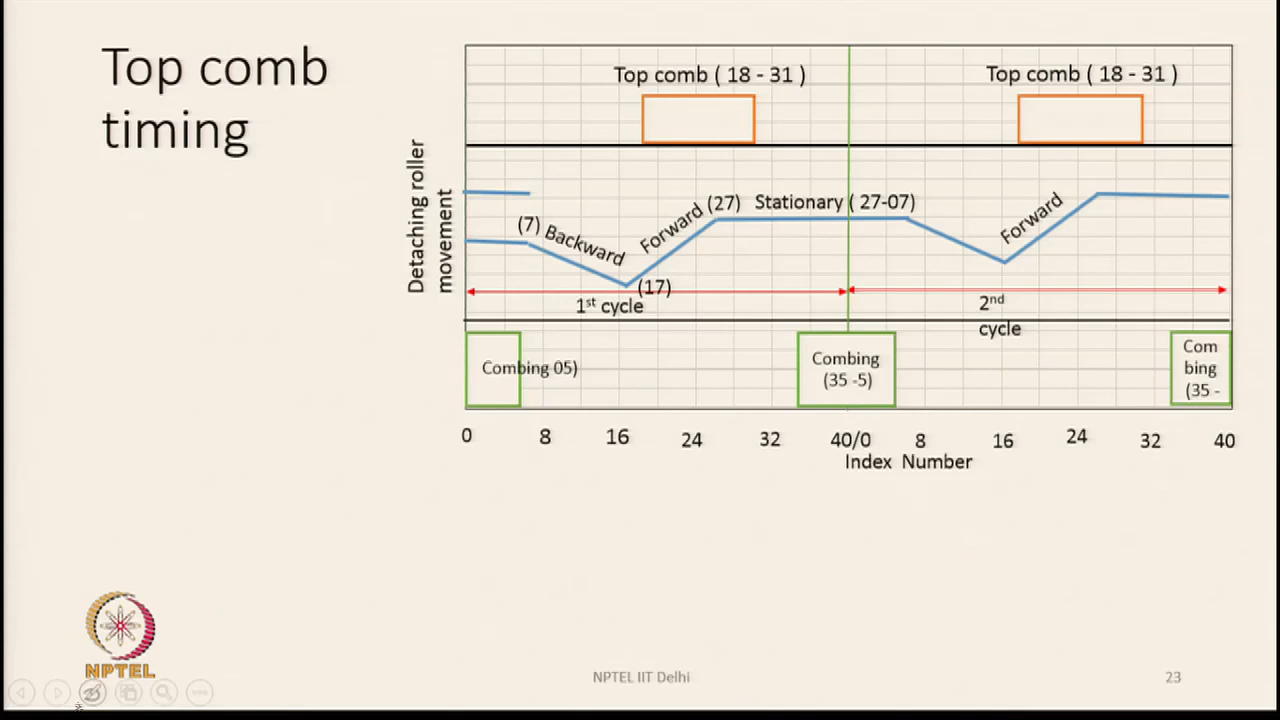 Top comb
timing
Top comb ( 18 - 31 )
Top comb ( 18 - 31 )
Detaching roller
movement
(7) Backward
Forward (27)
Stationary ( 27-07)
Forward
(17)
1st cycle
2nd
cycle
Combing 05)
Combing
(35 -5)
Com
bing
(35 -
0 8 16 24 32 40/0 8 16 24 32 40
Index Number
NPTEL
NPTEL IIT Delhi
23